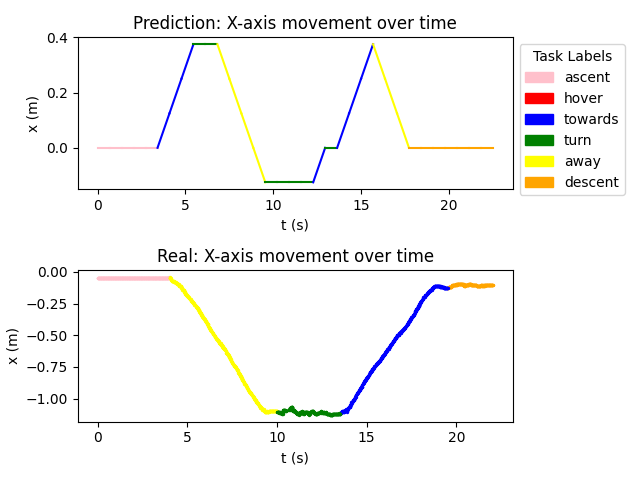 Prediction: X-axis movement over time
0.4
0.2
0.0
x (m)
0
5
10
15
20
t (s)
Task Labels
ascent
hover
towards
turn
away
descent
Real: X-axis movement over time
0.00
−0.25
−0.50
−0.75
−1.00
x (m)
0
5
10
15
20
t (s)